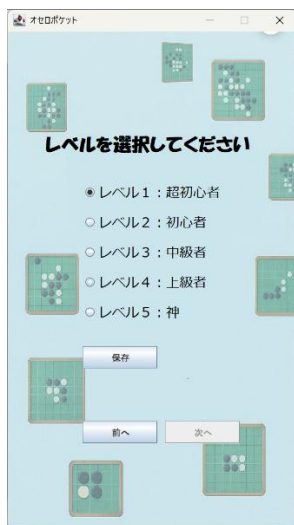 オセロポケット
レベルを選択してください
レベル1：超初心者
レベル2：初心者
レベル3：中級者
レベル4：上級者
レベル5：神
保存
前へ
次へ